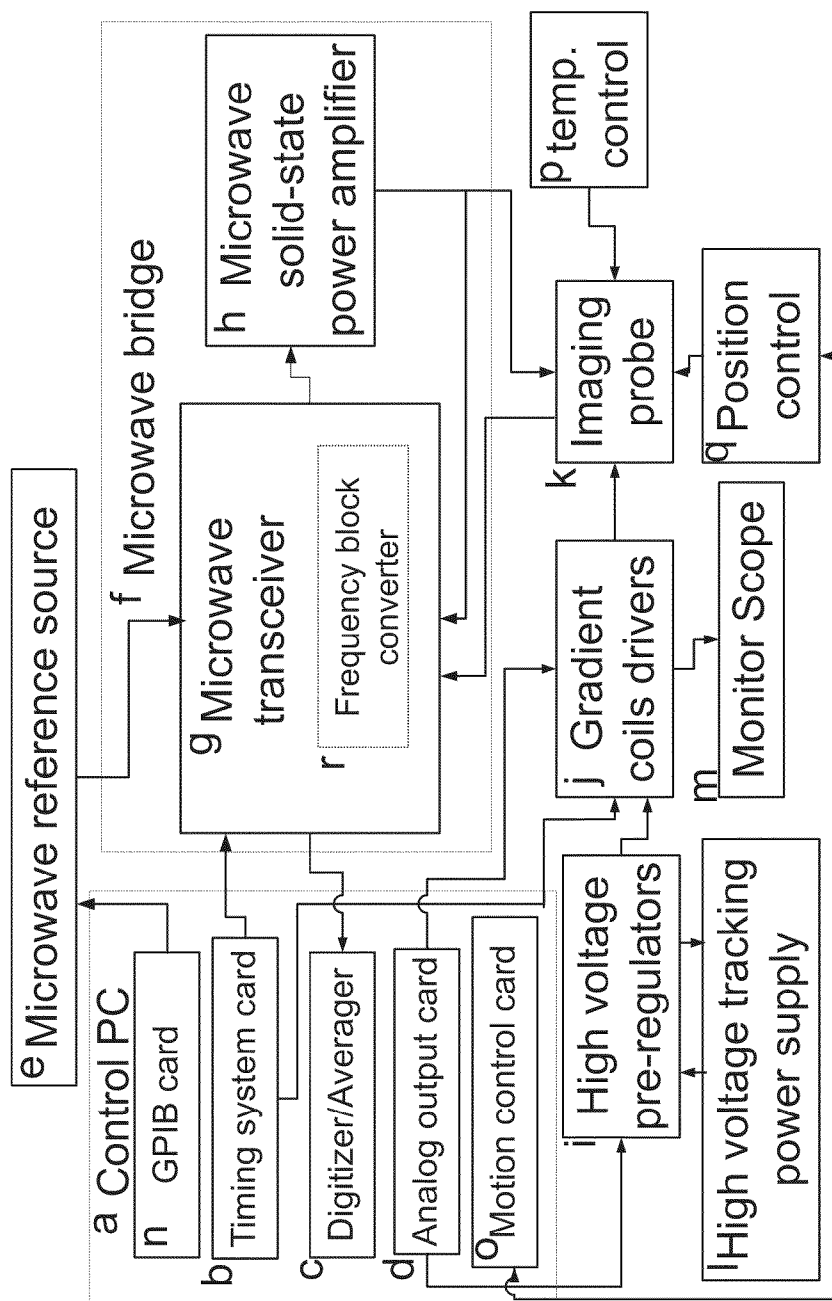 e Microwave reference source
a Control PC
n GPIB card
b Timing system card
c Digitizer/Averager
d Analog output card
o Motion control card
f Microwave bridge
g Microwave
transceiver
r Frequency block
converter
h Microwave
solid-state
power amplifier
i High voltage
pre-regulators
l High voltage tracking
power supply
j Gradient
coils drivers
m Monitor Scope
k Imaging
probe
p temp.
control
q Position
control